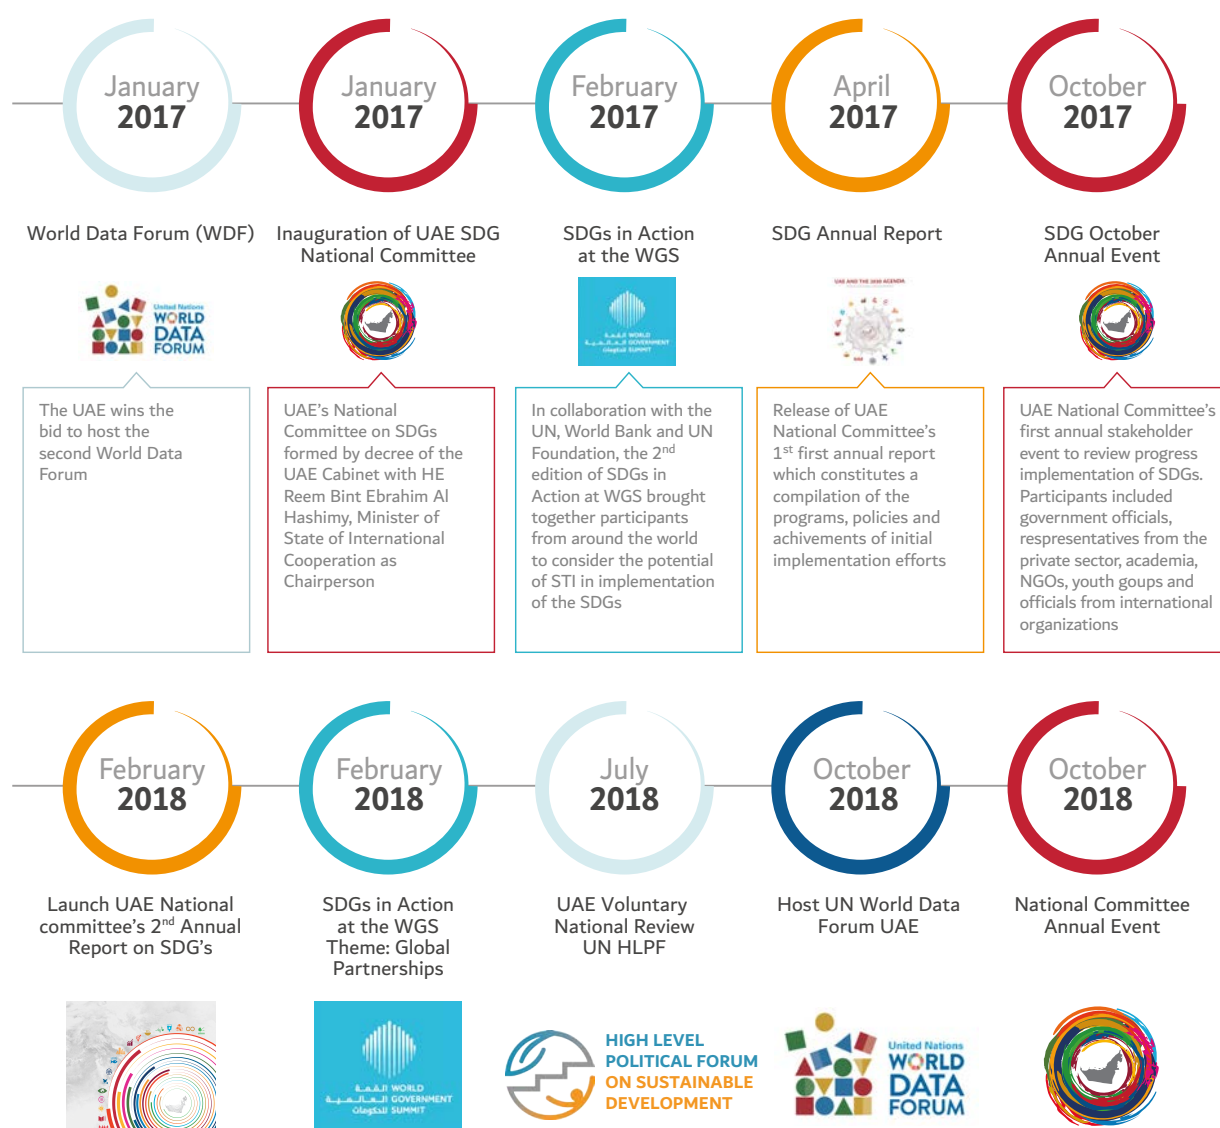 January
2017
January
2017
February
2017
April
2017
October
2017
World Data Forum (WDF)
Inauguration of UAE SDG
National Committee
SDGs in Action
at the WGS
SDG Annual Report
SDG October
Annual Event
United Nations
WORLD
DATA
FORUM
القمة WORLD
العالمية GOVERNMENT
للحكومات SUMMIT
UAE AND THE 2030 AGENDA
The UAE wins the
bid to host the
second World Data
Forum
UAE's National
Committee on SDGs
formed by decree of the
UAE Cabinet with HE
Reem Bint Ebrahim Al
Hashimy, Minister of
State of International
Cooperation as
Chairperson
In collaboration with the
UN, World Bank and UN
Foundation, the 2nd
edition of SDGs in
Action at WGS brought
together participants
from around the world
to consider the potential
of STI in implementation
of the SDGs
Release of UAE
National Committee's
1st first annual report
which constitutes a
compilation of the
programs, policies and
achivements of initial
implementation efforts
UAE National Committee's
first annual stakeholder
event to review progress
implementation of SDGs.
Participants included
government officials,
respresentatives from the
private sector, academia,
NGOs, youth goups and
officials from international
organizations
February
2018
February
2018
July
2018
October
2018
October
2018
Launch UAE National
committee's 2nd Annual
Report on SDG's
SDGs in Action
at the WGS
Theme: Global
Partnerships
UAE Voluntary
National Review
UN HLPF
Host UN World Data
Forum UAE
National Committee
Annual Event
القمة WORLD
العالمية GOVERNMENT
للحكومات SUMMIT
HIGH LEVEL
POLITICAL FORUM
ON SUSTAINABLE
DEVELOPMENT
United Nations
WORLD
DATA
FORUM